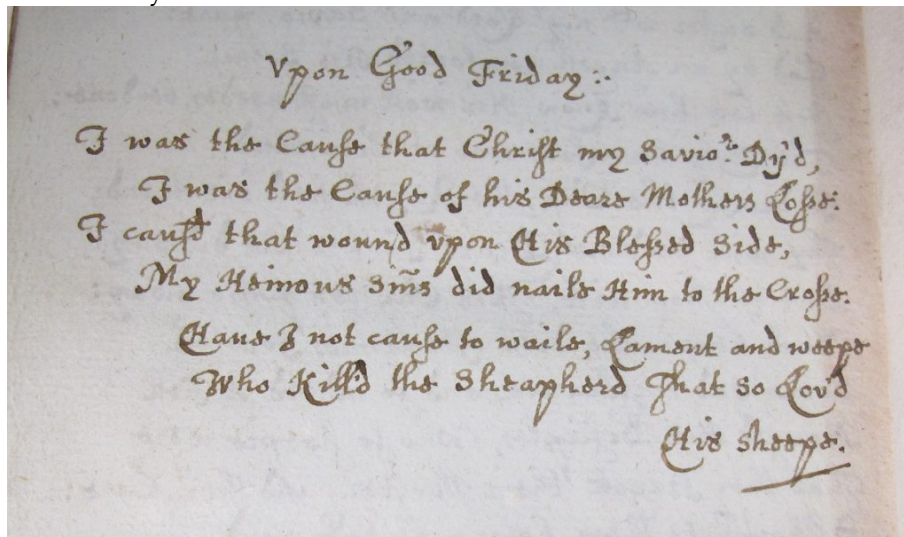 Vpon Good Friday:.
I was the Cause that Christ my Savio.r Dy'd,
I was the Cause of his Deare Mothers Losse:
I caus'd that wound vpon His Blessed Side,
My Heinous Sinns did naile Him to the Crosse.
Haue I not cause to waile, Lament and weepe
Who Kill'd the Sheapherd That so Lov'd
His sheepe.